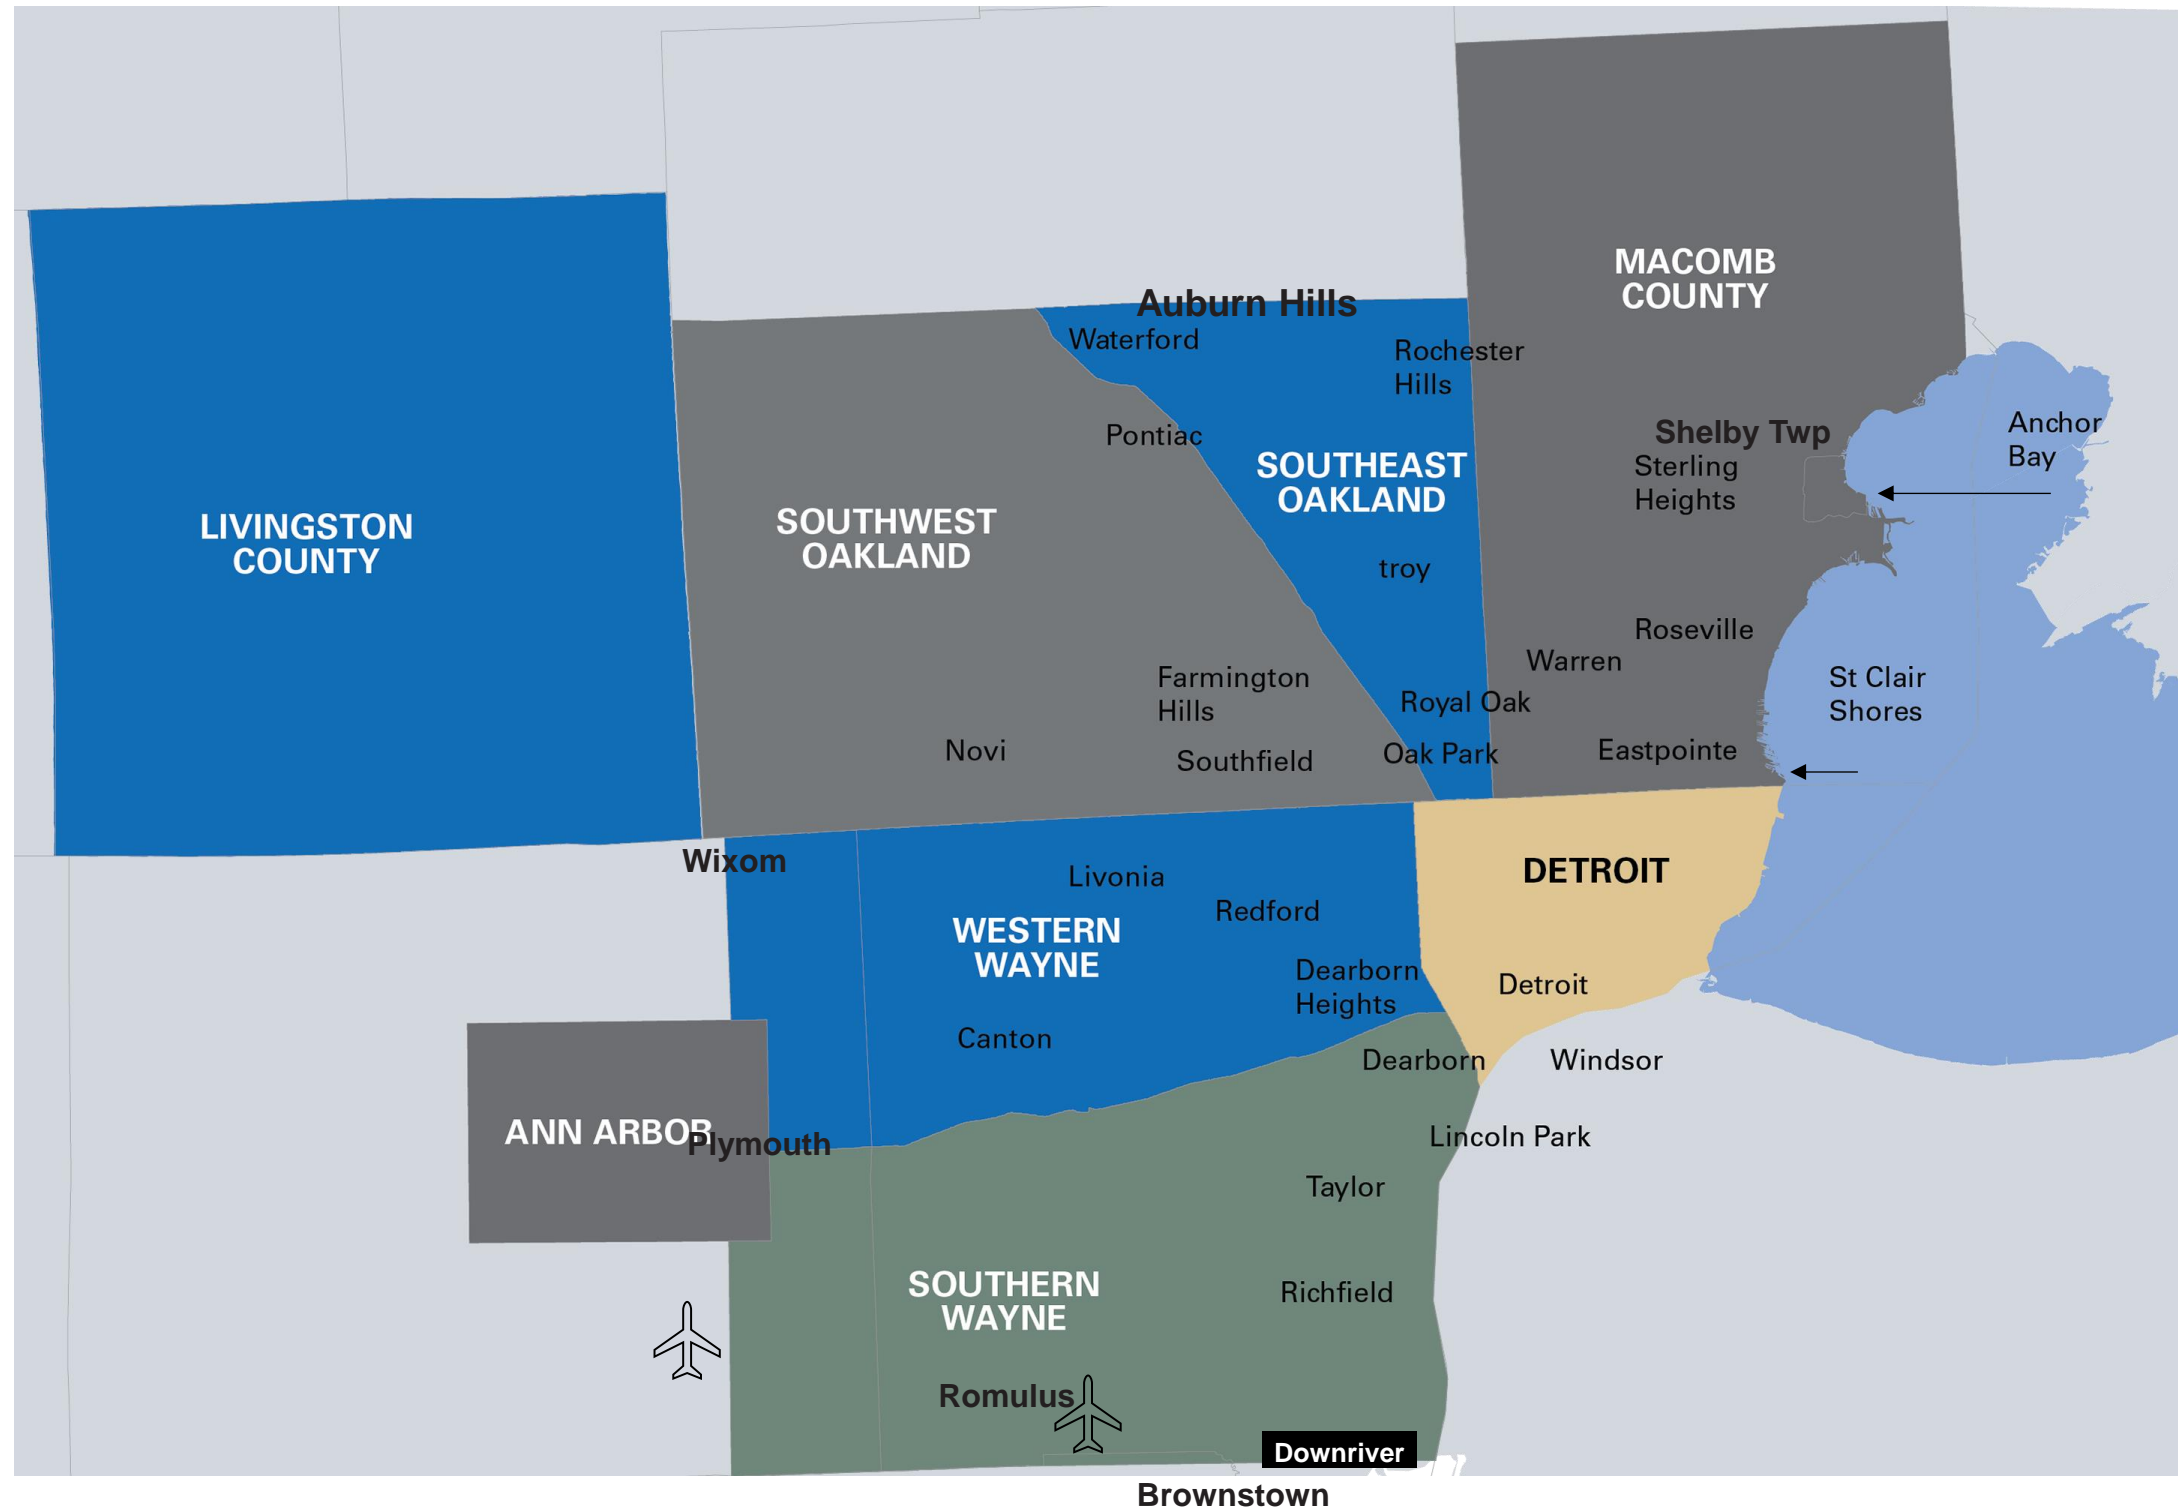 MACOMB
COUNTY
Auburn Hills
Waterford
Rochester
Hills
Pontiac
Shelby Twp
Sterling
Heights
Anchor
Bay
SOUTHEAST
OAKLAND
LIVINGSTON
COUNTY
SOUTHWEST
OAKLAND
troy
Roseville
Warren
Farmington
Hills
St Clair
Shores
Royal Oak
Novi
Southfield
Oak Park
Eastpointe
Wixom
Livonia
DETROIT
Redford
WESTERN
WAYNE
Dearborn
Heights
Detroit
Canton
Dearborn
Windsor
ANN ARBOR
Plymouth
Lincoln Park
Taylor
SOUTHERN
WAYNE
Richfield
Romulus
Downriver
Brownstown